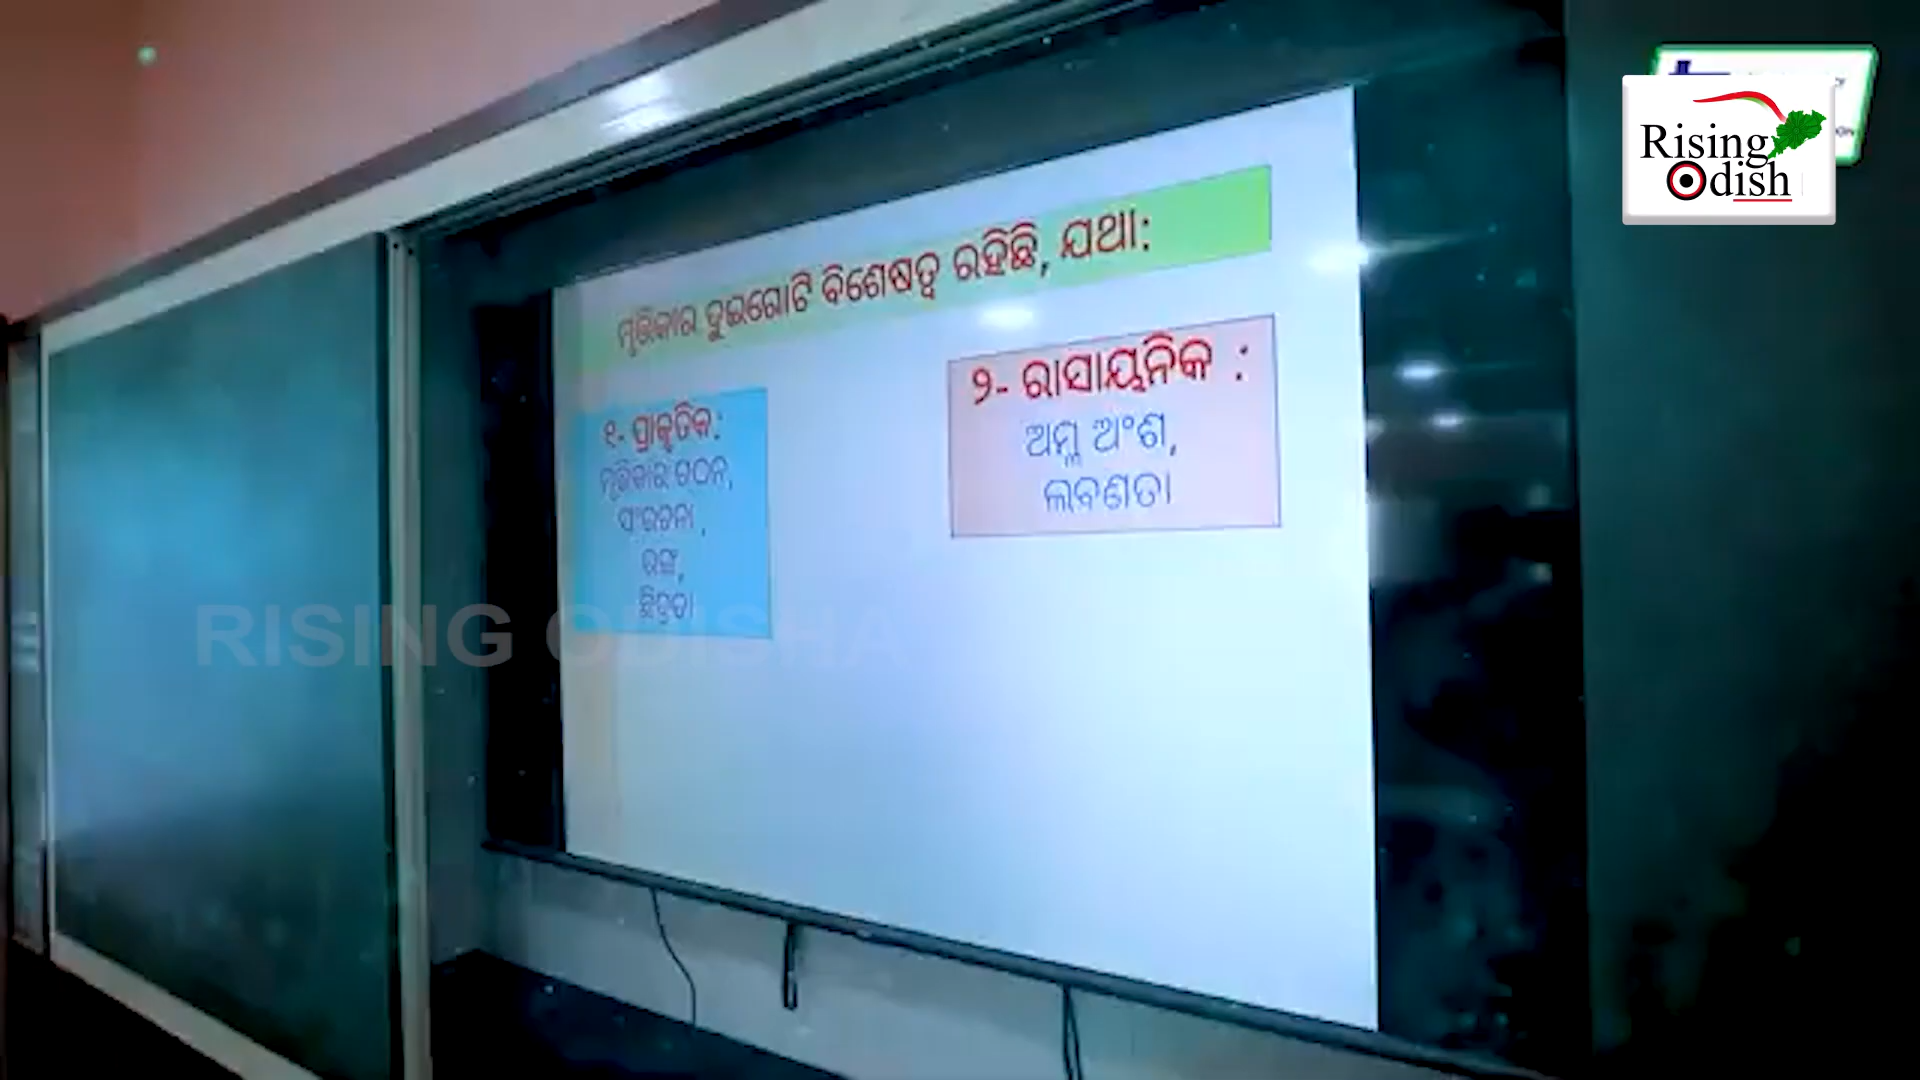 Rising
Odish
ମୃତ୍ତିକାର ଦୁଇଗୋଟି ବିଶେଷତ୍ୱ ରହିଛି, ଯଥା:
୧- ପ୍ରାକୃତିକ:
ମୃତ୍ତିକାର ଗଠନ,
ସଂରଚନା ,
ରଙ୍ଗ,
ଛିଦ୍ରତା
୨- ରାସାୟନିକ :
ଅମ୍ଳ ଅଂଶ,
ଲବଣତା
RISING ODISHA